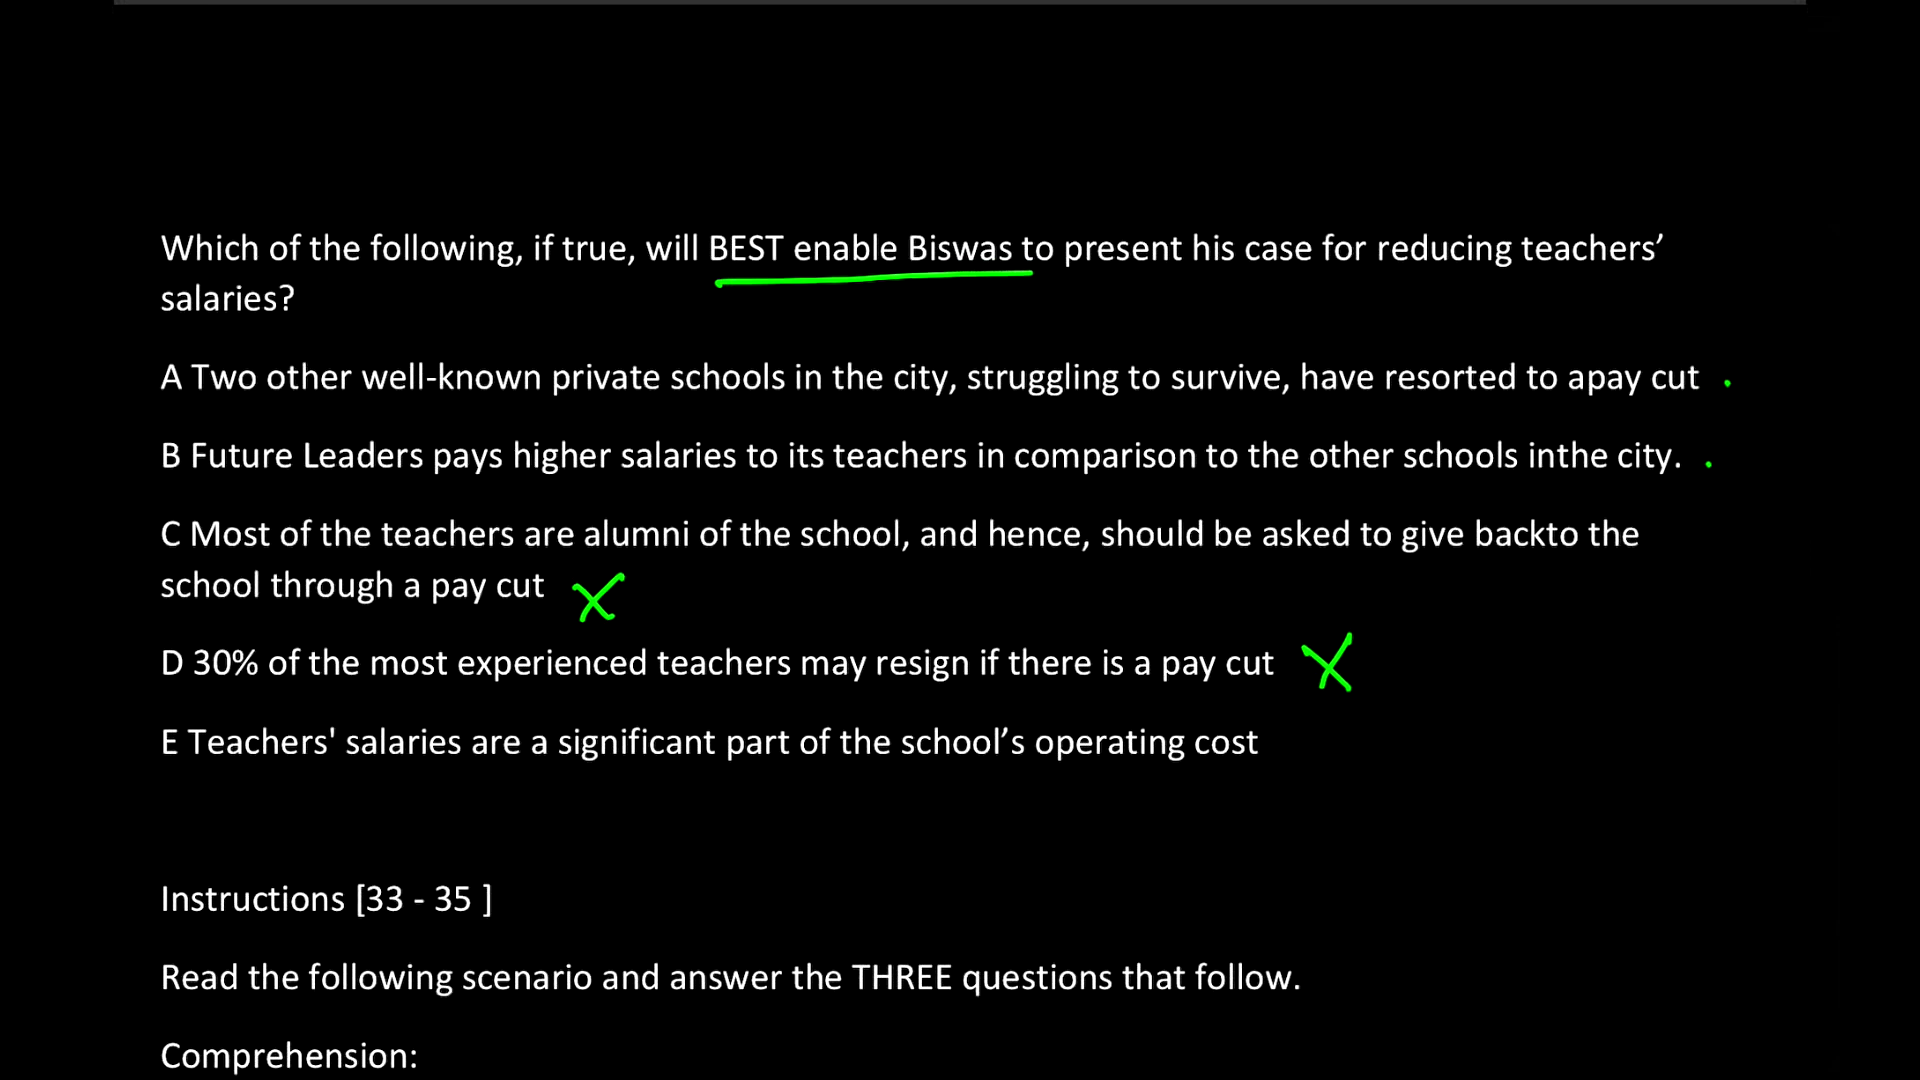 Which of the following, if true, will BEST enable Biswas to present his case for reducing teachers’
salaries?
A Two other well-known private schools in the city, struggling to survive, have resorted to apay cut
B Future Leaders pays higher salaries to its teachers in comparison to the other schools inthe city.
C Most of the teachers are alumni of the school, and hence, should be asked to give backto the
school through a pay cut
D 30% of the most experienced teachers may resign if there is a pay cut
E Teachers' salaries are a significant part of the school’s operating cost
Instructions [33 - 35 ]
Read the following scenario and answer the THREE questions that follow.
Comprehension: